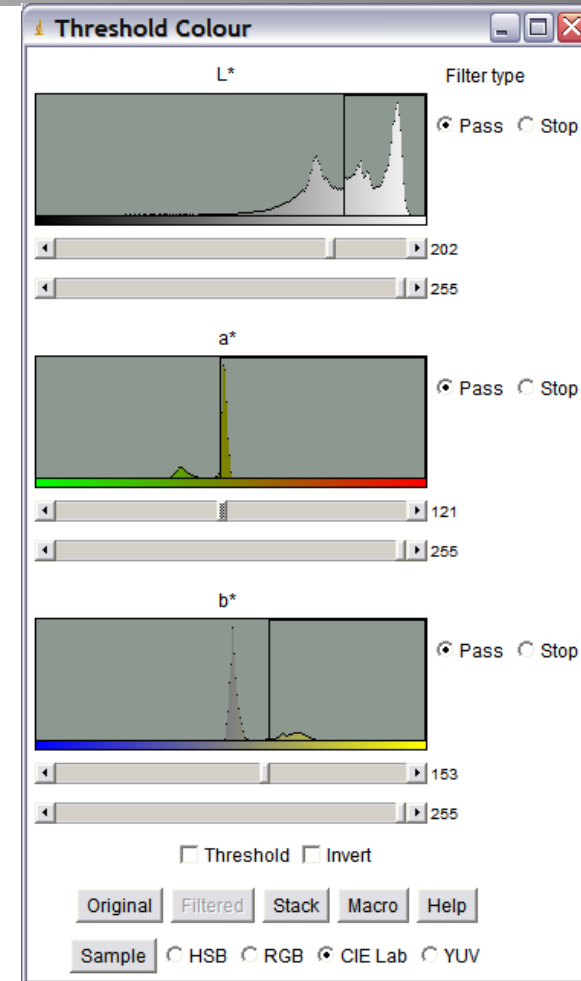 Threshold Colour
L*
Filter type
Pass Stop
202
255
a*
Pass Stop
121
255
b*
Pass Stop
153
255
Threshold Invert
Original Filtered Stack Macro Help
Sample HSB RGB CIE Lab YUV